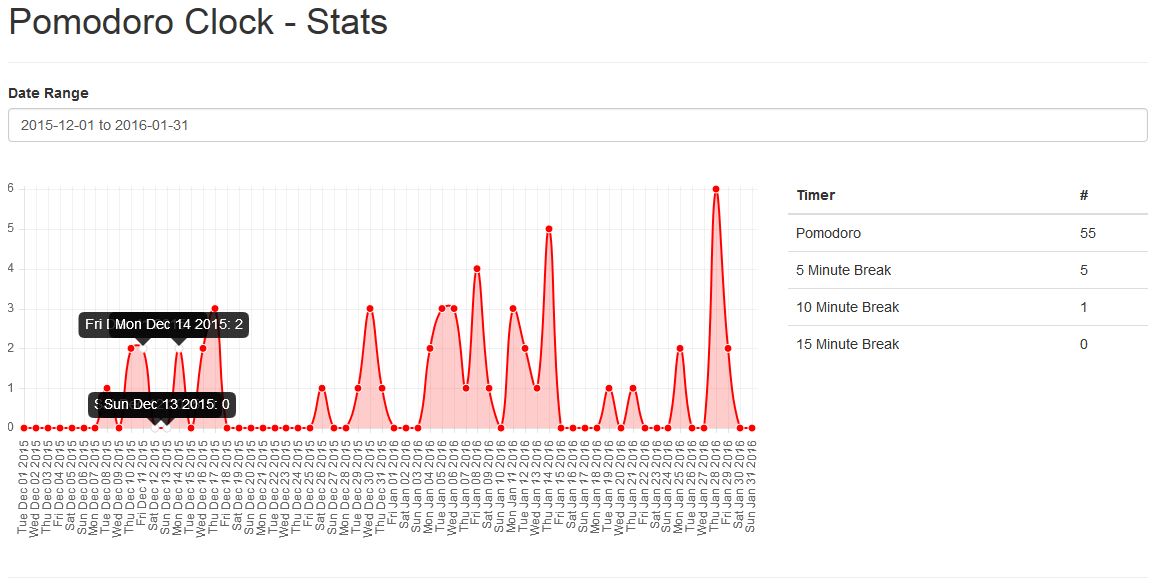 Pomodoro Clock - Stats
Date Range
2015-12-01 to 2016-01-31
6
5
4
3
2
1
0
Fri
Mon Dec 14 2015: 2
Sun Dec 13 2015: 0
Tue Dec 01 2015
Wed Dec 02 2015
Thu Dec 03 2015
Fri Dec 04 2015
Sat Dec 05 2015
Sun Dec 06 2015
Mon Dec 07 2015
Tue Dec 08 2015
Wed Dec 09 2015
Thu Dec 10 2015
Fri Dec 11 2015
Sat Dec 12 2015
Sun Dec 13 2015
Mon Dec 14 2015
Tue Dec 15 2015
Wed Dec 16 2015
Thu Dec 17 2015
Fri Dec 18 2015
Sat Dec 19 2015
Sun Dec 20 2015
Mon Dec 21 2015
Tue Dec 22 2015
Wed Dec 23 2015
Thu Dec 24 2015
Fri Dec 25 2015
Sat Dec 26 2015
Sun Dec 27 2015
Mon Dec 28 2015
Tue Dec 29 2015
Wed Dec 30 2015
Thu Dec 31 2015
Fri Jan 01 2016
Sat Jan 02 2016
Sun Jan 03 2016
Mon Jan 04 2016
Tue Jan 05 2016
Wed Jan 06 2016
Thu Jan 07 2016
Fri Jan 08 2016
Sat Jan 09 2016
Sun Jan 10 2016
Mon Jan 11 2016
Tue Jan 12 2016
Wed Jan 13 2016
Thu Jan 14 2016
Fri Jan 15 2016
Sat Jan 16 2016
Sun Jan 17 2016
Mon Jan 18 2016
Tue Jan 19 2016
Wed Jan 20 2016
Thu Jan 21 2016
Fri Jan 22 2016
Sat Jan 23 2016
Sun Jan 24 2016
Mon Jan 25 2016
Tue Jan 26 2016
Wed Jan 27 2016
Thu Jan 28 2016
Fri Jan 29 2016
Sat Jan 30 2016
Sun Jan 31 2016
Timer #
Pomodoro 55
5 Minute Break 5
10 Minute Break 1
15 Minute Break 0